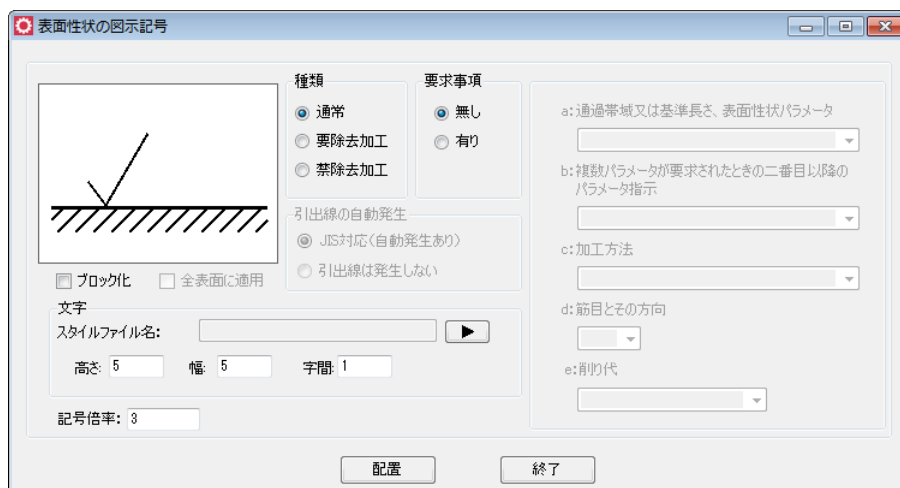 表面性状の図示記号
種類
通常
要除去加工
禁除去加工
要求事項
無し
有り
引出線の自動発生
JIS対応(自動発生あり)
引出線は発生しない
ブロック化
全表面に適用
文字
スタイルファイル名:
高さ: 5
幅: 5
字間: 1
記号倍率: 3
a:通過帯域又は基準長さ、表面性状パラメータ
b:複数パラメータが要求されたときの二番目以降の
パラメータ指示
c:加工方法
d:筋目とその方向
e:削り代
配置
終了